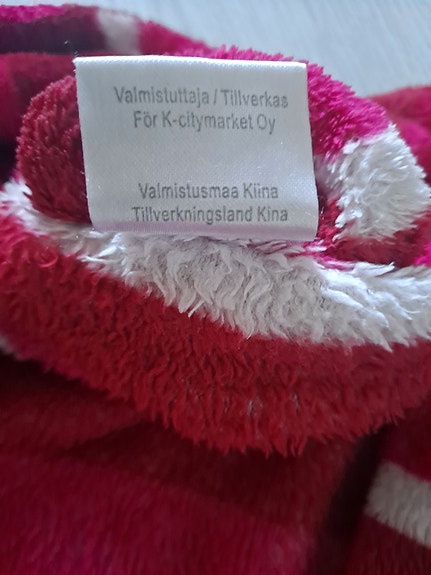 Valmistuttaja / Tillverkas
För K-citymarket Oy
Valmistusmaa Kiina
Tillverkningsland Kina